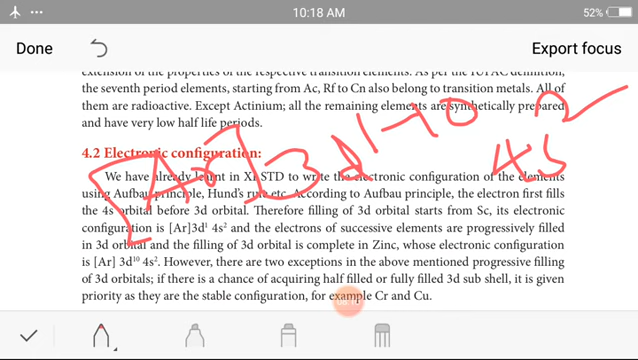 10:18 AM
52%
Done
Export focus
extension of the properties of the respective transition elements. As per the IUPAC definition,
the seventh period elements, starting from Ac, Rf to Cn also belong to transition metals. All of
them are radioactive. Except Actinium; all the remaining elements are synthetically prepared
and have very low half life periods.
[Ar] 3d1-10 4s2
4.2 Electronic configuration:
We have already learnt in XI STD to write the electronic configuration of the elements
using Aufbau principle, Hund's rule etc. According to Aufbau principle, the electron first fills
the 4s orbital before 3d orbital. Therefore filling of 3d orbital starts from Sc, its electronic
configuration is [Ar]3d¹ 4s² and the electrons of successive elements are progressively filled
in 3d orbital and the filling of 3d orbital is complete in Zinc, whose electronic configuration
is [Ar] 3d¹⁰ 4s². However, there are two exceptions in the above mentioned progressive filling
of 3d orbitals; if there is a chance of acquiring half filled or fully filled 3d sub shell, it is given
priority as they are the stable configuration, for example Cr and Cu.